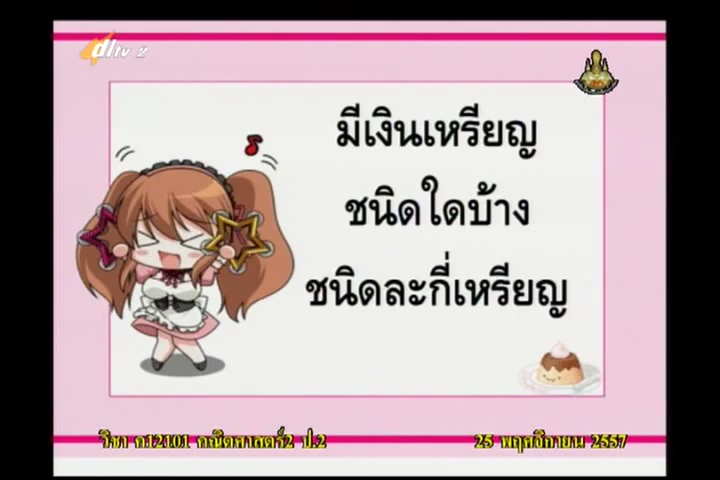 dltv 2
มีเงินเหรียญ
ชนิดใดบ้าง
ชนิดละกี่เหรียญ
วิชา ค12101 คณิตศาสตร์2 ป.2
25 พฤศจิกายน 2557